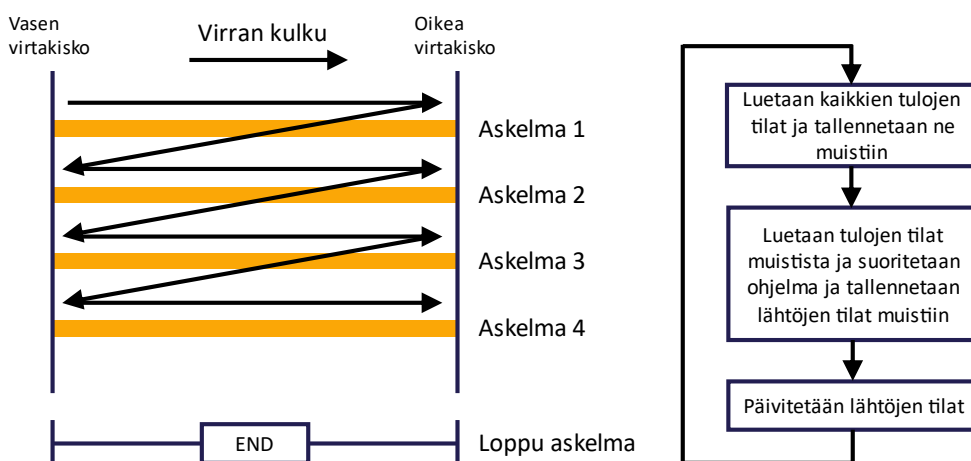 Vasen
virtakisko
Virran kulku
Oikea
virtakisko
Askelma 1
Askelma 2
Askelma 3
Askelma 4
END
Loppu askelma
Luetaan kaikkien tulojen
tilat ja tallennetaan ne
muistiin
Luetaan tulojen tilat
muistista ja suoritetaan
ohjelma ja tallennetaan
lähtöjen tilat muistiin
Päivitetään lähtöjen tilat